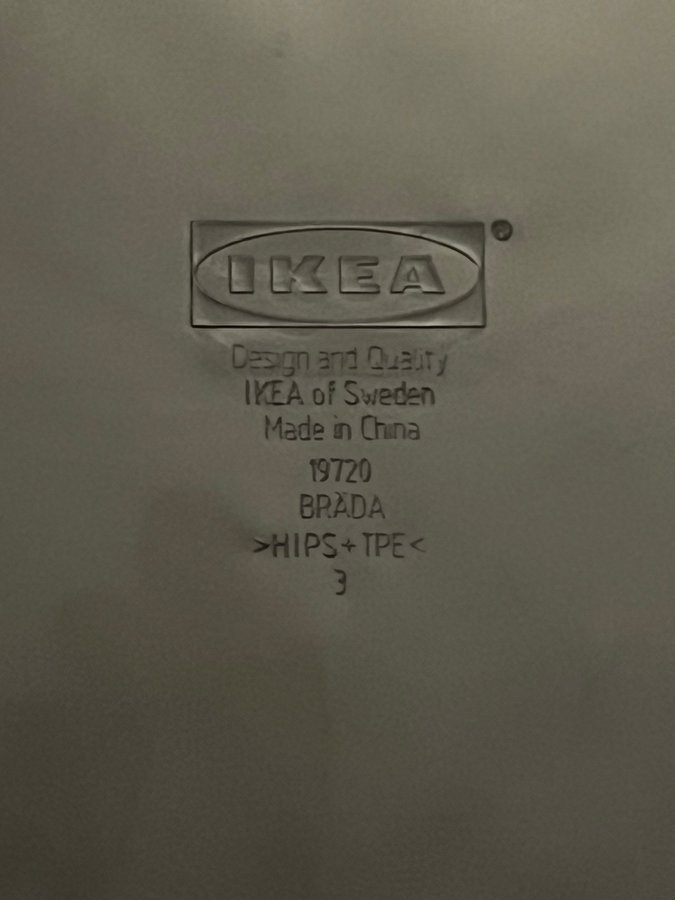 IKEA®
Design and Quality
IKEA of Sweden
Made in China
19720
BRÄDA
>HIPS+TPE<
3